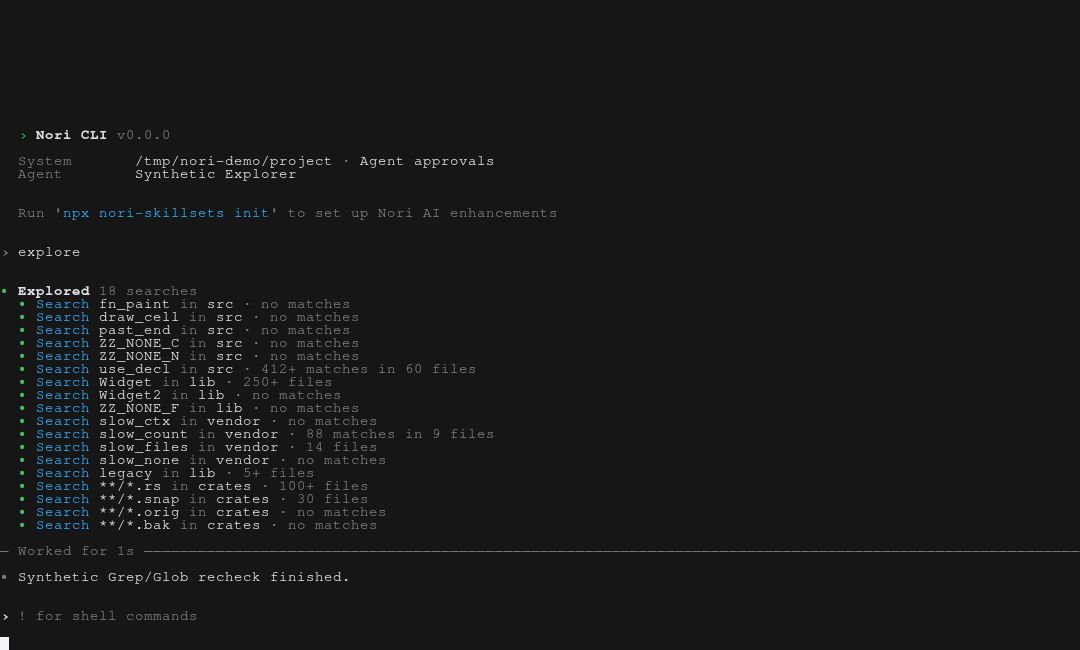 › Nori CLI v0.0.0
System /tmp/nori-demo/project · Agent approvals
Agent Synthetic Explorer
Run 'npx nori-skillsets init' to set up Nori AI enhancements
› explore
• Explored 18 searches
• Search fn_paint in src · no matches
• Search draw_cell in src · no matches
• Search past_end in src · no matches
• Search ZZ_NONE_C in src · no matches
• Search ZZ_NONE_N in src · no matches
• Search use_decl in src · 412+ matches in 60 files
• Search Widget in lib · 250+ files
• Search Widget2 in lib · no matches
• Search ZZ_NONE_F in lib · no matches
• Search slow_ctx in vendor · no matches
• Search slow_count in vendor · 88 matches in 9 files
• Search slow_files in vendor · 14 files
• Search slow_none in vendor · no matches
• Search legacy in lib · 5+ files
• Search **/*.rs in crates · 100+ files
• Search **/*.snap in crates · 30 files
• Search **/*.orig in crates · no matches
• Search **/*.bak in crates · no matches
─ Worked for 1s ─
• Synthetic Grep/Glob recheck finished.
› ! for shell commands